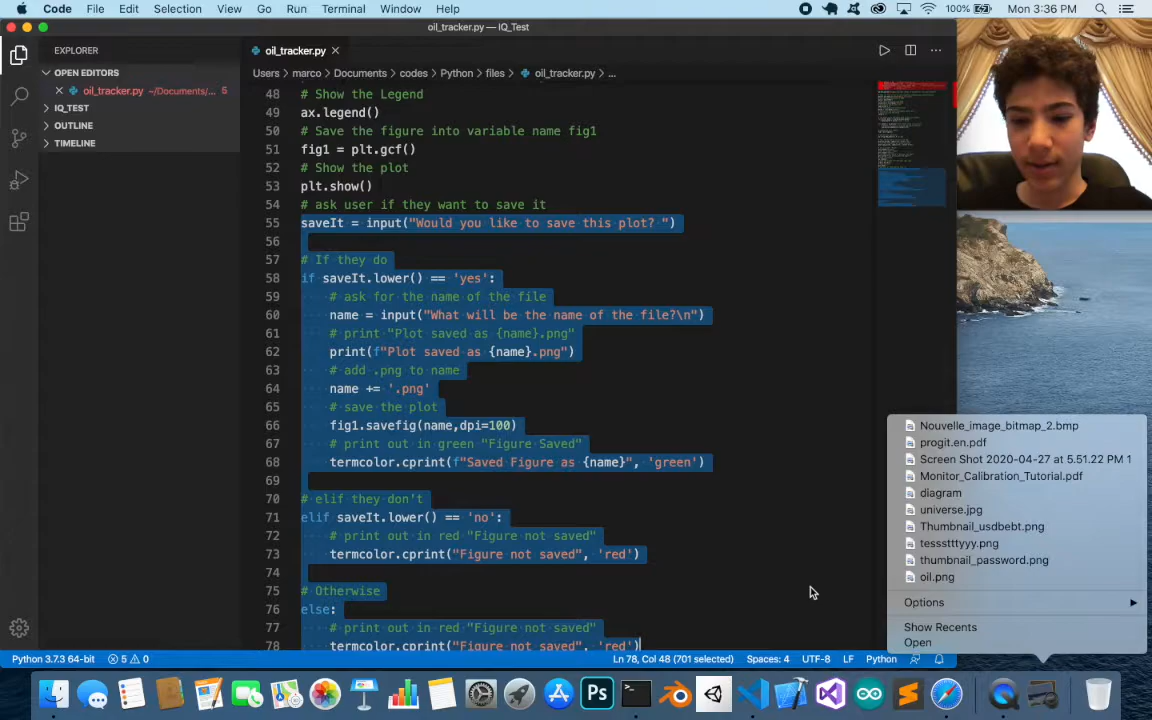 Code File Edit Selection View Go Run Terminal Window Help 100% Mon 3:36 PM
oil_tracker.py — IQ_Test
EXPLORER
OPEN EDITORS
oil_tracker.py ~/Documents/... 5
IQ_TEST
OUTLINE
TIMELINE
oil_tracker.py
Users > marco > Documents > codes > Python > files > oil_tracker.py > ...
48 # Show the Legend
49 ax.legend()
50 # Save the figure into variable name fig1
51 fig1 = plt.gcf()
52 # Show the plot
53 plt.show()
54 # ask user if they want to save it
55 saveIt = input("Would you like to save this plot? ")
56
57 # If they do
58 if saveIt.lower() == 'yes':
59 # ask for the name of the file
60 name = input("What will be the name of the file?\n")
61 # print "Plot saved as {name}.png"
62 print(f"Plot saved as {name}.png")
63 # add .png to name
64 name += '.png'
65 # save the plot
66 fig1.savefig(name,dpi=100)
67 # print out in green "Figure Saved"
68 termcolor.cprint(f"Saved Figure as {name}", 'green')
69
70 # elif they don't
71 elif saveIt.lower() == 'no':
72 # print out in red "Figure not saved"
73 termcolor.cprint("Figure not saved", 'red')
74
75 # Otherwise
76 else:
77 # print out in red "Figure not saved"
78 termcolor.cprint("Figure not saved", 'red')
Nouvelle_image_bitmap_2.bmp
progit.en.pdf
Screen Shot 2020-04-27 at 5.51.22 PM 1
Monitor_Calibration_Tutorial.pdf
diagram
universe.jpg
Thumbnail_usdbebt.png
tessstttyyy.png
thumbnail_password.png
oil.png
Options
Show Recents
Open
Python 3.7.3 64-bit 5 0 Ln 78, Col 48 (701 selected) Spaces: 4 UTF-8 LF Python
Ps